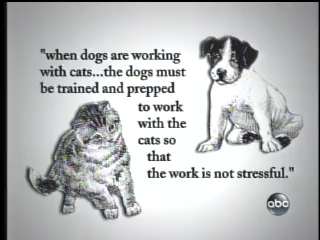 "when dogs are working
with cats...the dogs must
be trained and prepped
to work
with the
cats so
that
the work is not stressful."
abc